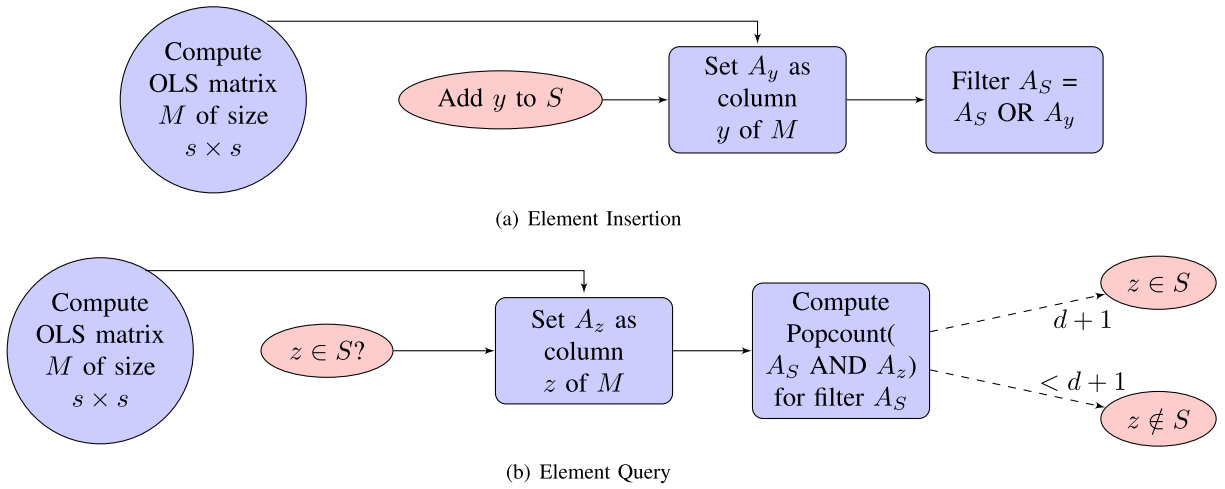 Compute
OLS matrix
M of size
s × s
Add y to S
Set A_y as
column
y of M
Filter A_S =
A_S OR A_y
(a) Element Insertion
Compute
OLS matrix
M of size
s × s
z ∈ S?
Set A_z as
column
z of M
Compute
Popcount(
A_S AND A_z)
for filter A_S
d + 1
z ∈ S
< d + 1
z ∉ S
(b) Element Query